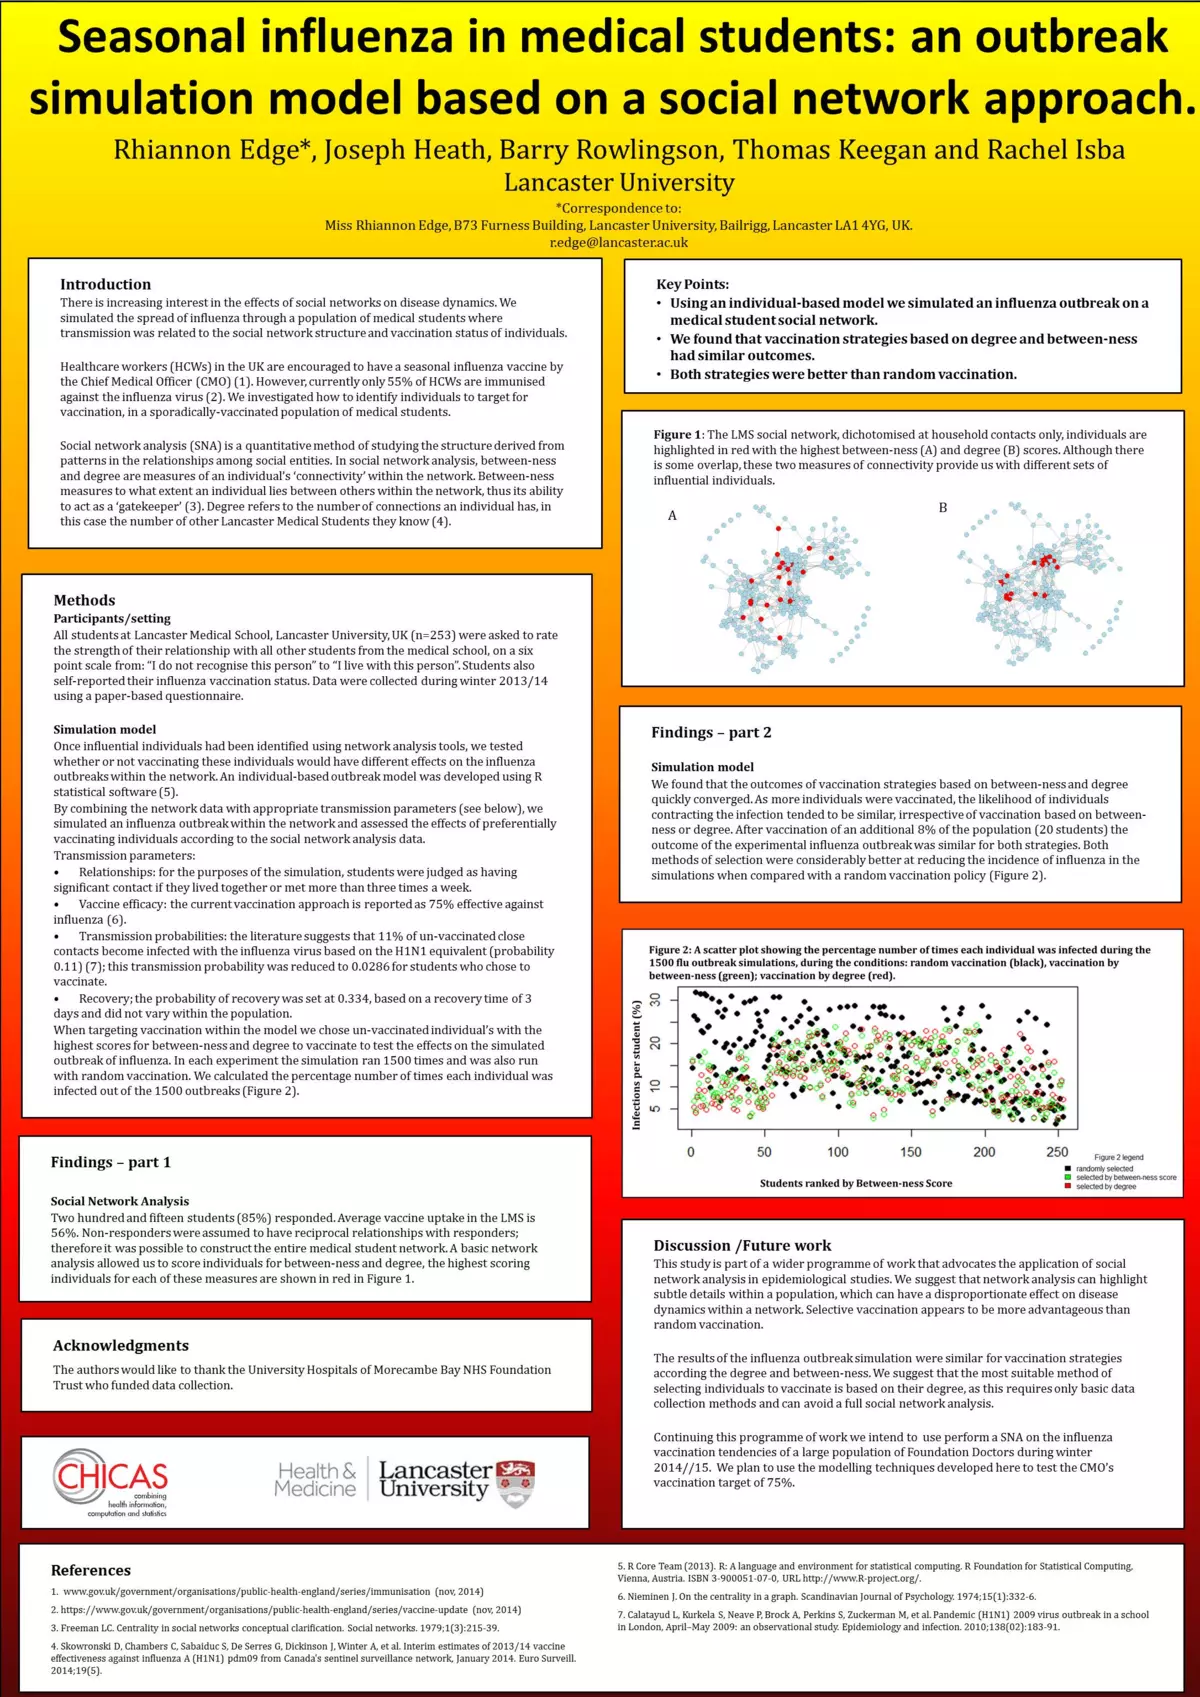 Seasonal influenza in medical students: an outbreak
simulation model based on a social network approach.
Rhiannon Edge*, Joseph Heath, Barry Rowlingson, Thomas Keegan and Rachel Isba
Lancaster University
*Correspondence to:
Miss Rhiannon Edge, B73 Furness Building, Lancaster University, Bailrigg, Lancaster LA1 4YG, UK.
r.edge@lancaster.ac.uk
Introduction
There is increasing interest in the effects of social networks on disease dynamics. We
simulated the spread of influenza through a population of medical students where
transmission was related to the social network structure and vaccination status of individuals.
Healthcare workers (HCWs) in the UK are encouraged to have a seasonal influenza vaccine by
the Chief Medical Officer (CMO) (1). However, currently only 55% of HCWs are immunised
against the influenza virus (2). We investigated how to identify individuals to target for
vaccination, in a sporadically-vaccinated population of medical students.
Social network analysis (SNA) is a quantitative method of studying the structure derived from
patterns in the relationships among social entities. In social network analysis, between-ness
and degree are measures of an individual's 'connectivity' within the network. Between-ness
measures to what extent an individual lies between others within the network, thus its ability
to act as a 'gatekeeper' (3). Degree refers to the number of connections an individual has, in
this case the number of other Lancaster Medical Students they know (4).
Methods
Participants/setting
All students at Lancaster Medical School, Lancaster University, UK (n=253) were asked to rate
the strength of their relationship with all other students from the medical school, on a six
point scale from: "I do not recognise this person" to "I live with this person". Students also
self-reported their influenza vaccination status. Data were collected during winter 2013/14
using a paper-based questionnaire.
Simulation model
Once influential individuals had been identified using network analysis tools, we tested
whether or not vaccinating these individuals would have different effects on the influenza
outbreaks within the network. An individual-based outbreak model was developed using R
statistical software (5).
By combining the network data with appropriate transmission parameters (see below), we
simulated an influenza outbreak within the network and assessed the effects of preferentially
vaccinating individuals according to the social network analysis data.
Transmission parameters:
• Relationships: for the purposes of the simulation, students were judged as having
significant contact if they lived together or met more than three times a week.
• Vaccine efficacy: the current vaccination approach is reported as 75% effective against
influenza (6).
• Transmission probabilities: the literature suggests that 11% of un-vaccinated close
contacts become infected with the influenza virus based on the H1N1 equivalent (probability
0.11) (7); this transmission probability was reduced to 0.0286 for students who chose to
vaccinate.
• Recovery; the probability of recovery was set at 0.334, based on a recovery time of 3
days and did not vary within the population.
When targeting vaccination within the model we chose un-vaccinated individual's with the
highest scores for between-ness and degree to vaccinate to test the effects on the simulated
outbreak of influenza. In each experiment the simulation ran 1500 times and was also run
with random vaccination. We calculated the percentage number of times each individual was
infected out of the 1500 outbreaks (Figure 2).
Findings – part 1
Social Network Analysis
Two hundred and fifteen students (85%) responded. Average vaccine uptake in the LMS is
56%. Non-responders were assumed to have reciprocal relationships with responders;
therefore it was possible to construct the entire medical student network. A basic network
analysis allowed us to score individuals for between-ness and degree, the highest scoring
individuals for each of these measures are shown in red in Figure 1.
Acknowledgments
The authors would like to thank the University Hospitals of Morecambe Bay NHS Foundation
Trust who funded data collection.
CHICAS
combining
health information,
computation and statistics
Health &
Medicine
Lancaster
University
Key Points:
• Using an individual-based model we simulated an influenza outbreak on a
medical student social network.
• We found that vaccination strategies based on degree and between-ness
had similar outcomes.
• Both strategies were better than random vaccination.
Figure 1: The LMS social network, dichotomised at household contacts only, individuals are
highlighted in red with the highest between-ness (A) and degree (B) scores. Although there
is some overlap, these two measures of connectivity provide us with different sets of
influential individuals.
A
B
Findings – part 2
Simulation model
We found that the outcomes of vaccination strategies based on between-ness and degree
quickly converged. As more individuals were vaccinated, the likelihood of individuals
contracting the infection tended to be similar, irrespective of vaccination based on between-
ness or degree. After vaccination of an additional 8% of the population (20 students) the
outcome of the experimental influenza outbreak was similar for both strategies. Both
methods of selection were considerably better at reducing the incidence of influenza in the
simulations when compared with a random vaccination policy (Figure 2).
Figure 2: A scatter plot showing the percentage number of times each individual was infected during the
1500 flu outbreak simulations, during the conditions: random vaccination (black), vaccination by
between-ness (green); vaccination by degree (red).
Infections per student (%)
30
20
10
5
0 50 100 150 200 250
Students ranked by Between-ness Score
Figure 2 legend
randomly selected
selected by between-ness score
selected by degree
Discussion /Future work
This study is part of a wider programme of work that advocates the application of social
network analysis in epidemiological studies. We suggest that network analysis can highlight
subtle details within a population, which can have a disproportionate effect on disease
dynamics within a network. Selective vaccination appears to be more advantageous than
random vaccination.
The results of the influenza outbreak simulation were similar for vaccination strategies
according the degree and between-ness. We suggest that the most suitable method of
selecting individuals to vaccinate is based on their degree, as this requires only basic data
collection methods and can avoid a full social network analysis.
Continuing this programme of work we intend to use perform a SNA on the influenza
vaccination tendencies of a large population of Foundation Doctors during winter
2014//15. We plan to use the modelling techniques developed here to test the CMO's
vaccination target of 75%.
References
1. www.gov.uk/government/organisations/public-health-england/series/immunisation (nov, 2014)
2. https://www.gov.uk/government/organisations/public-health-england/series/vaccine-update (nov, 2014)
3. Freeman LC. Centrality in social networks conceptual clarification. Social networks. 1979;1(3):215-39.
4. Skowronski D, Chambers C, Sabaiduc S, De Serres G, Dickinson J, Winter A, et al. Interim estimates of 2013/14 vaccine
effectiveness against influenza A (H1N1) pdm09 from Canada's sentinel surveillance network, January 2014. Euro Surveill.
2014;19(5).
5. R Core Team (2013). R: A language and environment for statistical computing. R Foundation for Statistical Computing,
Vienna, Austria. ISBN 3-900051-07-0, URL http://www.R-project.org/.
6. Nieminen J. On the centrality in a graph. Scandinavian Journal of Psychology. 1974;15(1):332-6.
7. Calatayud L, Kurkela S, Neave P, Brock A, Perkins S, Zuckerman M, et al. Pandemic (H1N1) 2009 virus outbreak in a school
in London, April–May 2009: an observational study. Epidemiology and infection. 2010;138(02):183-91.